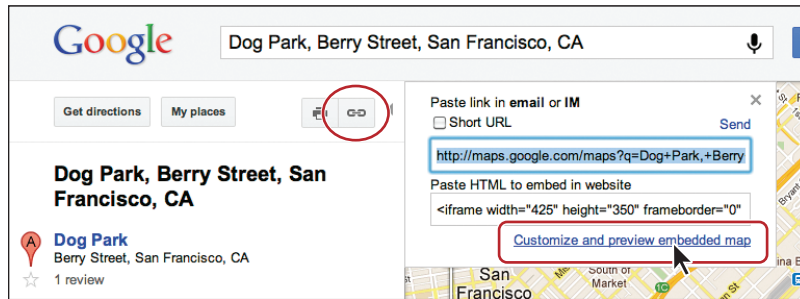 Google
Dog Park, Berry Street, San Francisco, CA
Get directions
My places
Dog Park, Berry Street, San
Francisco, CA
A
Dog Park
Berry Street, San Francisco, CA
1 review
Paste link in email or IM
Short URL
Send
http://maps.google.com/maps?q=Dog+Park,+Berry
Paste HTML to embed in website
<iframe width="425" height="350" frameborder="0"
Customize and preview embedded map
San
Francisco
South of
Market
1C
Bryant